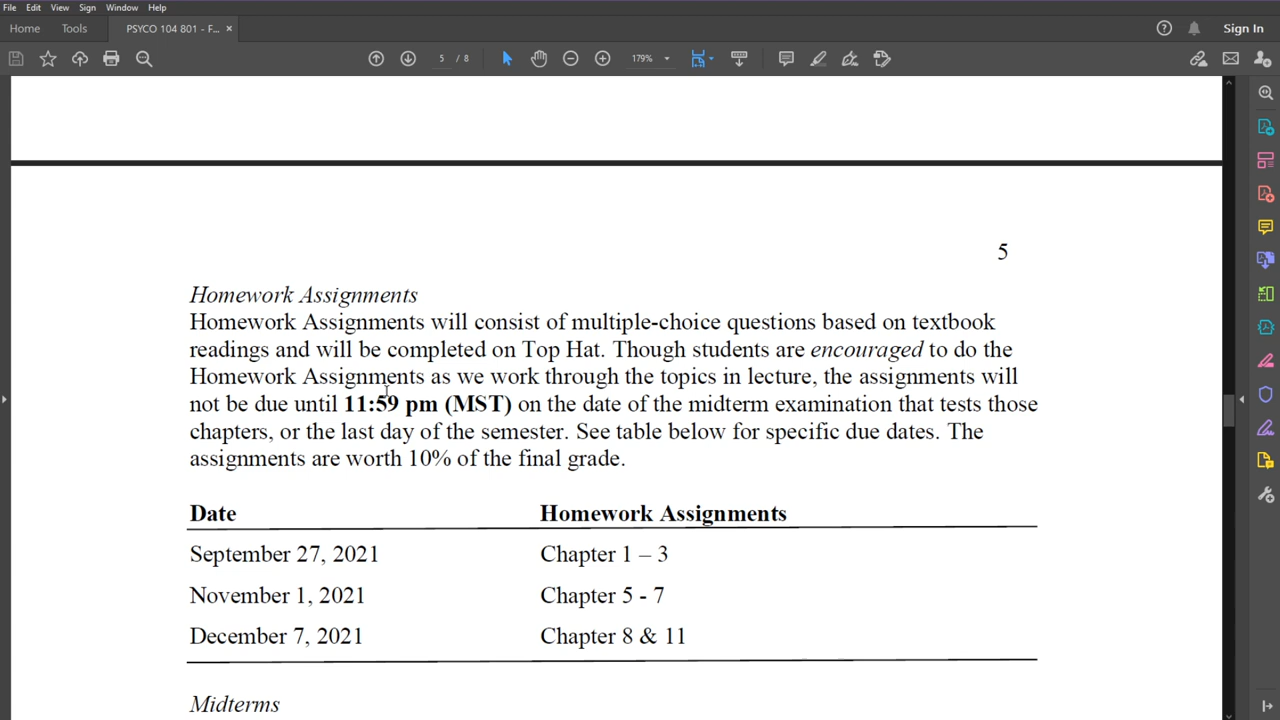 File Edit View Sign Window Help
Home Tools PSYCO 104 801 - F... × Sign In
5 / 8 179%
5
Homework Assignments
Homework Assignments will consist of multiple-choice questions based on textbook
readings and will be completed on Top Hat. Though students are encouraged to do the
Homework Assignments as we work through the topics in lecture, the assignments will
not be due until 11:59 pm (MST) on the date of the midterm examination that tests those
chapters, or the last day of the semester. See table below for specific due dates. The
assignments are worth 10% of the final grade.
Date Homework Assignments
September 27, 2021 Chapter 1 – 3
November 1, 2021 Chapter 5 - 7
December 7, 2021 Chapter 8 & 11
Midterms